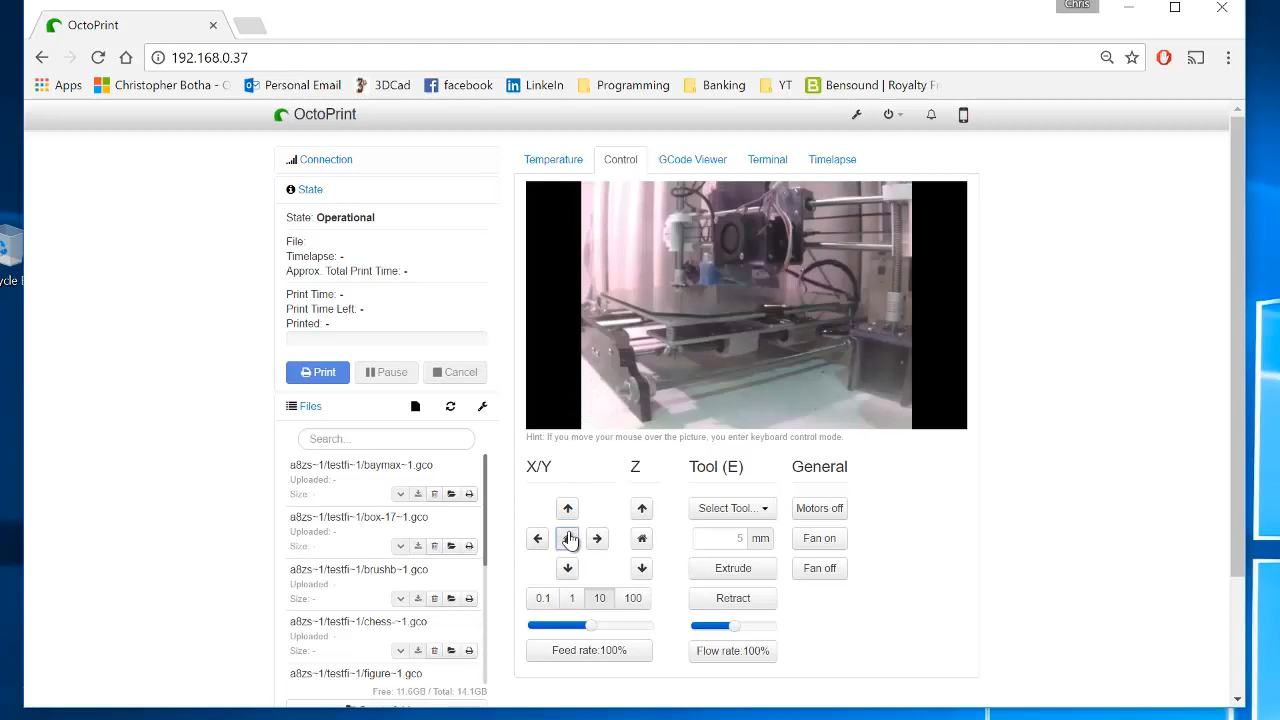 Chris
OctoPrint
192.168.0.37
Apps
Christopher Botha - O
Personal Email
3DCad
facebook
LinkeIn
Programming
Banking
YT
Bensound | Royalty Fr
OctoPrint
Connection
State
State: Operational
File:
Timelapse: -
Approx. Total Print Time: -
Print Time: -
Print Time Left: -
Printed: -
Print
Pause
Cancel
Files
Search...
a8zs~1/testfi~1/baymax~1.gco
Uploaded: -
Size: -
a8zs~1/testfi~1/box-17~1.gco
Uploaded: -
Size: -
a8zs~1/testfi~1/brushb~1.gco
Uploaded: -
Size: -
a8zs~1/testfi~1/chess-~1.gco
Uploaded: -
Size: -
a8zs~1/testfi~1/figure~1.gco
Free: 11.6GB / Total: 14.1GB
Temperature
Control
GCode Viewer
Terminal
Timelapse
Hint: If you move your mouse over the picture, you enter keyboard control mode.
X/Y
Z
Tool (E)
General
Select Tool...
Motors off
5 mm
Fan on
Extrude
Fan off
0.1 1 10 100
Retract
Feed rate:100%
Flow rate:100%